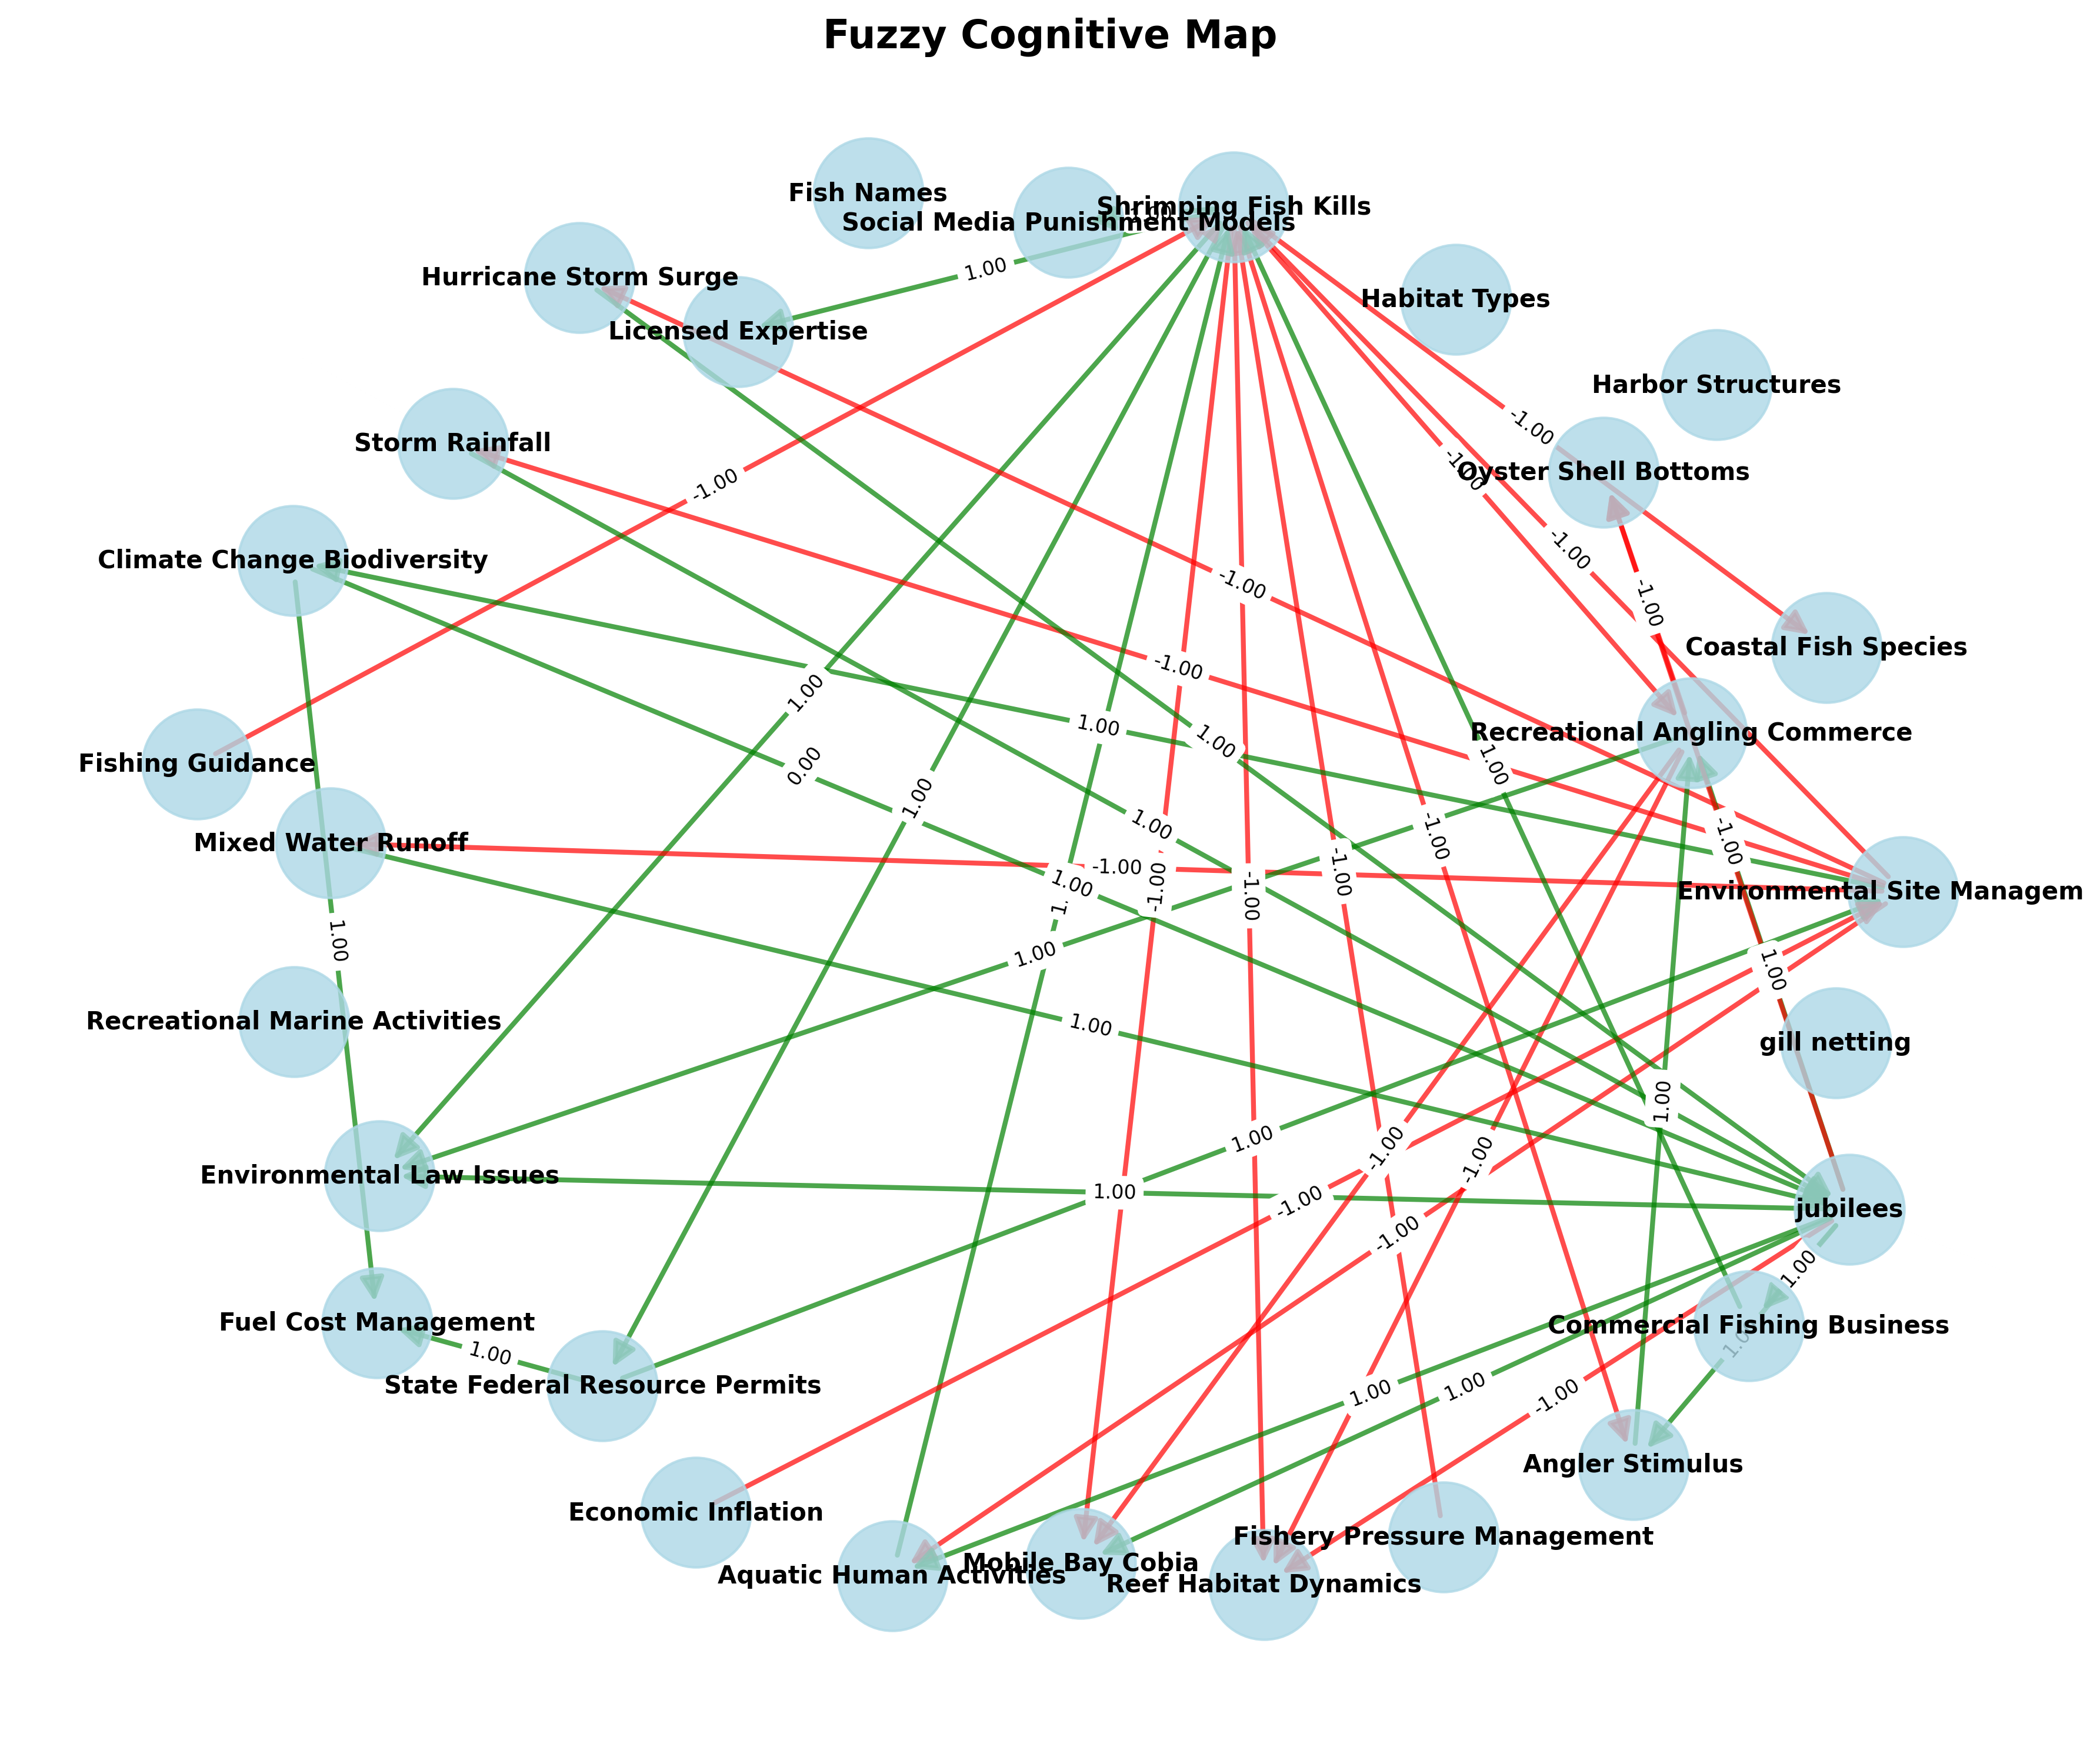 Fuzzy Cognitive Map
Fish Names
Shrimping Fish Kills
1.00
Social Media Punishment Models
1.00
Hurricane Storm Surge
Habitat Types
Licensed Expertise
Harbor Structures
-1.00
Storm Rainfall
-1.00
Oyster Shell Bottoms
-1.00
-1.00
Climate Change Biodiversity
-1.00
-1.00
Coastal Fish Species
-1.00
1.00
1.00
Recreational Angling Commerce
1.00
Fishing Guidance
0.00
1.00
1.00
1.00
-1.00
-1.00
Mixed Water Runoff
-1.00
-1.00
1.00
-1.00
-1.00
Environmental Site Managem
1.00
1.00
1.00
Recreational Marine Activities
1.00
gill netting
1.00
1.00
-1.00
-1.00
Environmental Law Issues
1.00
-1.00
jubilees
-1.00
1.00
Fuel Cost Management
Commercial Fishing Business
1.00
State Federal Resource Permits
1.00
1.00
-1.00
Angler Stimulus
Economic Inflation
Fishery Pressure Management
Mobile Bay Cobia
Aquatic Human Activities
Reef Habitat Dynamics